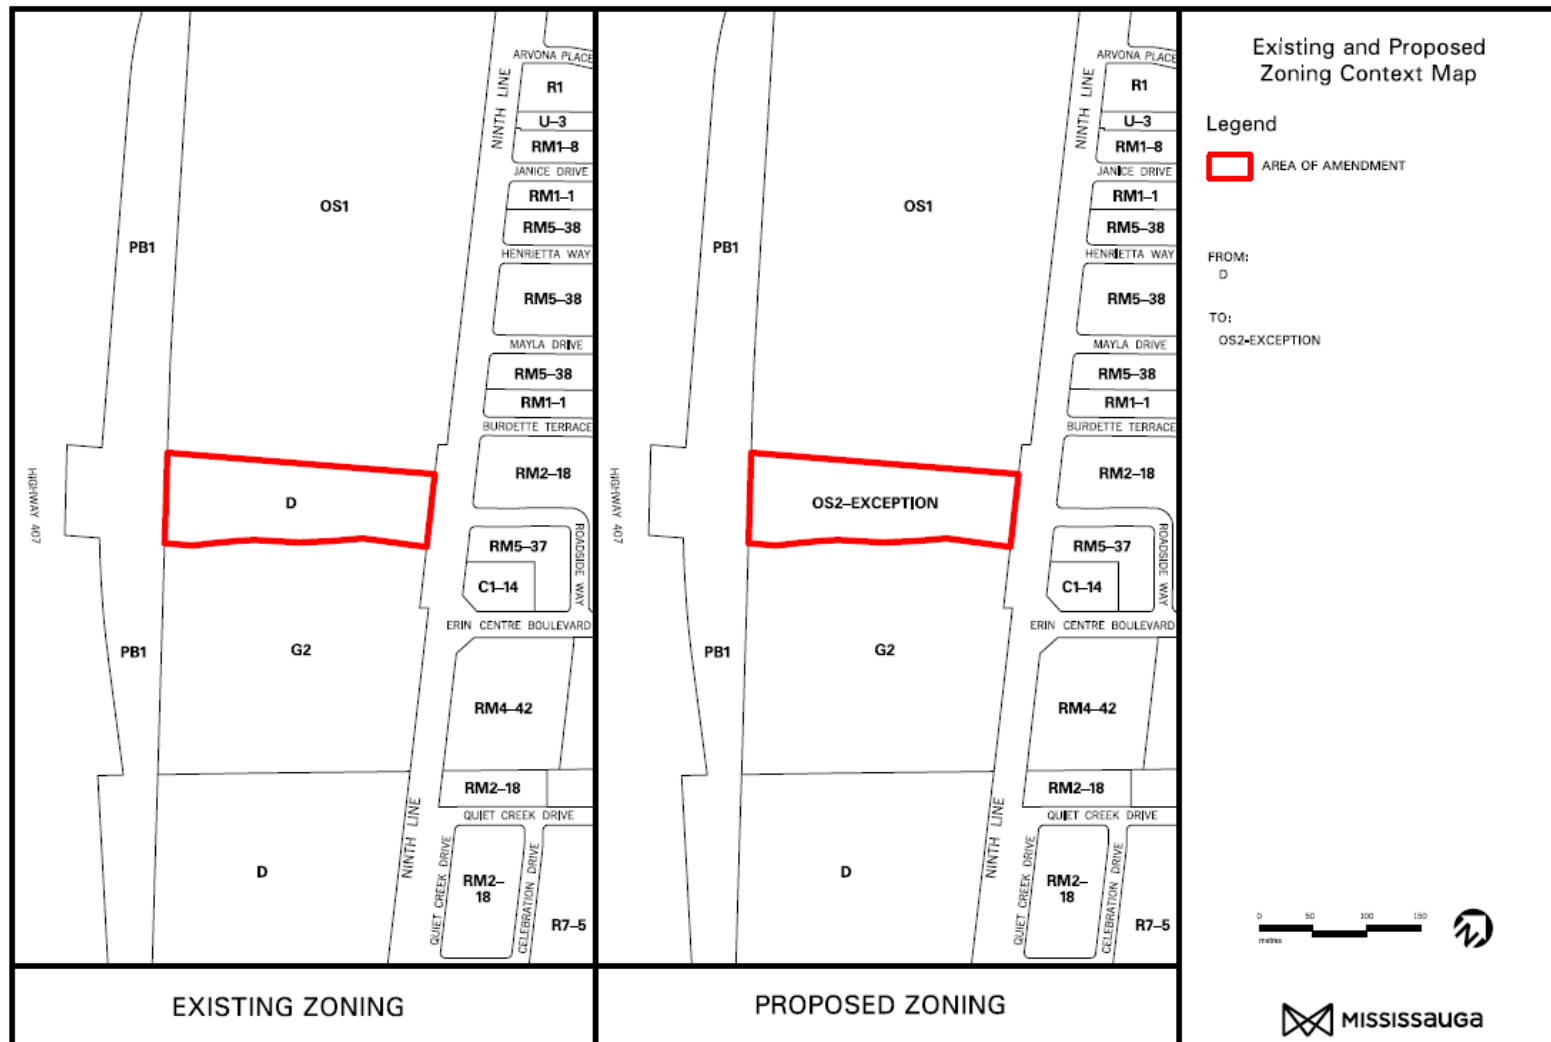 ARVONA PLACE
R1
NINTH LINE
U-3
RM1-8
JANICE DRIVE
RM1-1
OS1
RM5-38
PB1
HENRIETTA WAY
RM5-38
MAYLA DRIVE
RM5-38
RM1-1
BURDETTE TERRACE
RM2-18
HIGHWAY 407
D
ROADSIDE WAY
RM5-37
C1-14
ERIN CENTRE BOULEVARD
PB1
G2
RM4-42
RM2-18
QUIET CREEK DRIVE
NINTH LINE
D
QUIET CREEK DRIVE
RM2-
18
CELEBRATION DRIVE
R7-5
EXISTING ZONING
ARVONA PLACE
R1
NINTH LINE
U-3
RM1-8
JANICE DRIVE
RM1-1
OS1
RM5-38
PB1
HENRIETTA WAY
RM5-38
MAYLA DRIVE
RM5-38
RM1-1
BURDETTE TERRACE
RM2-18
HIGHWAY 407
OS2-EXCEPTION
ROADSIDE WAY
RM5-37
C1-14
ERIN CENTRE BOULEVARD
PB1
G2
RM4-42
RM2-18
QUIET CREEK DRIVE
NINTH LINE
D
QUIET CREEK DRIVE
RM2-
18
CELEBRATION DRIVE
R7-5
PROPOSED ZONING
Existing and Proposed
Zoning Context Map
Legend
AREA OF AMENDMENT
FROM:
D
TO:
OS2-EXCEPTION
0 50 100 150
metres
N
MISSISSAUGA